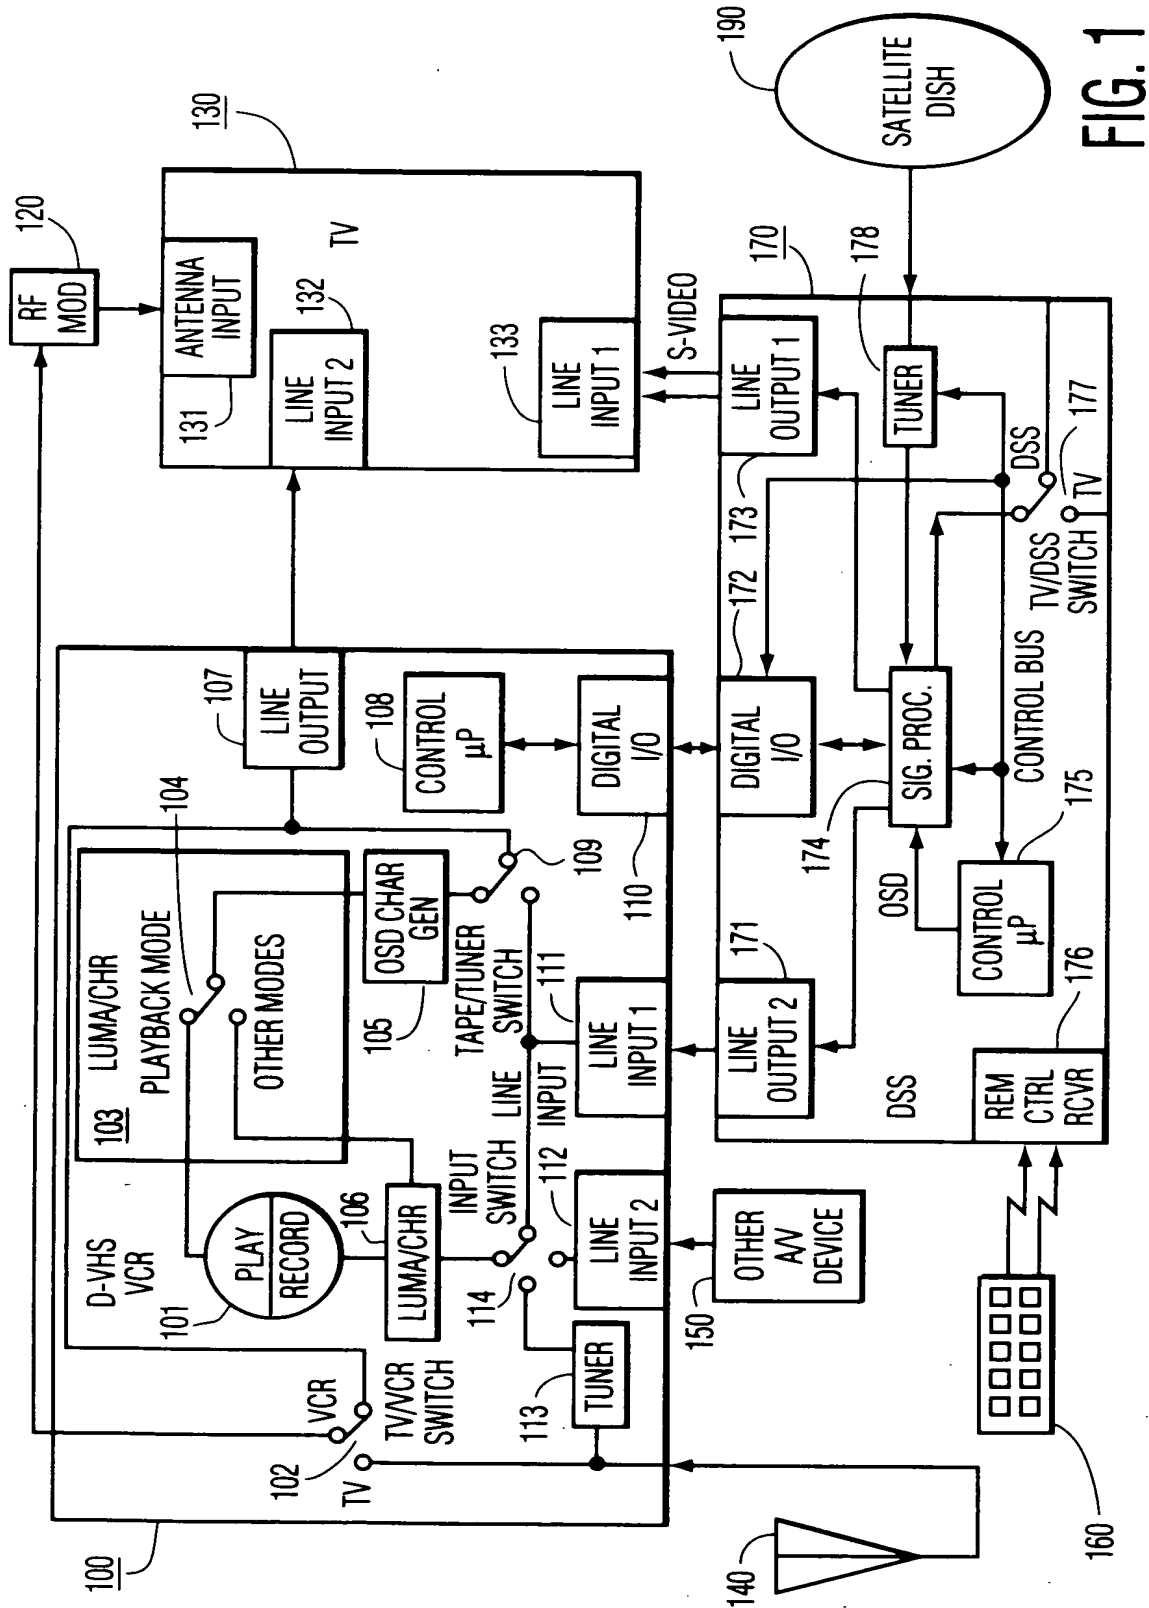 100
D-VHS
VCR
101
PLAY
RECORD
102
TV
VCR
TV/VCR
SWITCH
103
LUMA/CHR
PLAYBACK MODE
104
OTHER MODES
105
OSD CHAR
GEN
106
LUMA/CHR
INPUT
SWITCH
114
TAPE/TUNER
SWITCH
109
LINE
INPUT
107
LINE
OUTPUT
108
CONTROL
µP
110
DIGITAL
I/O
111
LINE
INPUT 1
112
LINE
INPUT 2
113
TUNER
120
RF
MOD
130
TV
131
ANTENNA
INPUT
132
LINE
INPUT 2
133
LINE
INPUT 1
S-VIDEO
140
150
OTHER
A/V
DEVICE
160
170
DSS
171
LINE
OUTPUT 2
172
DIGITAL
I/O
173
LINE
OUTPUT 1
174
SIG. PROC.
OSD
175
CONTROL
µP
CONTROL BUS
176
REM
CTRL
RCVR
177
TV/DSS
SWITCH
TV
DSS
178
TUNER
190
SATELLITE
DISH
FIG. 1